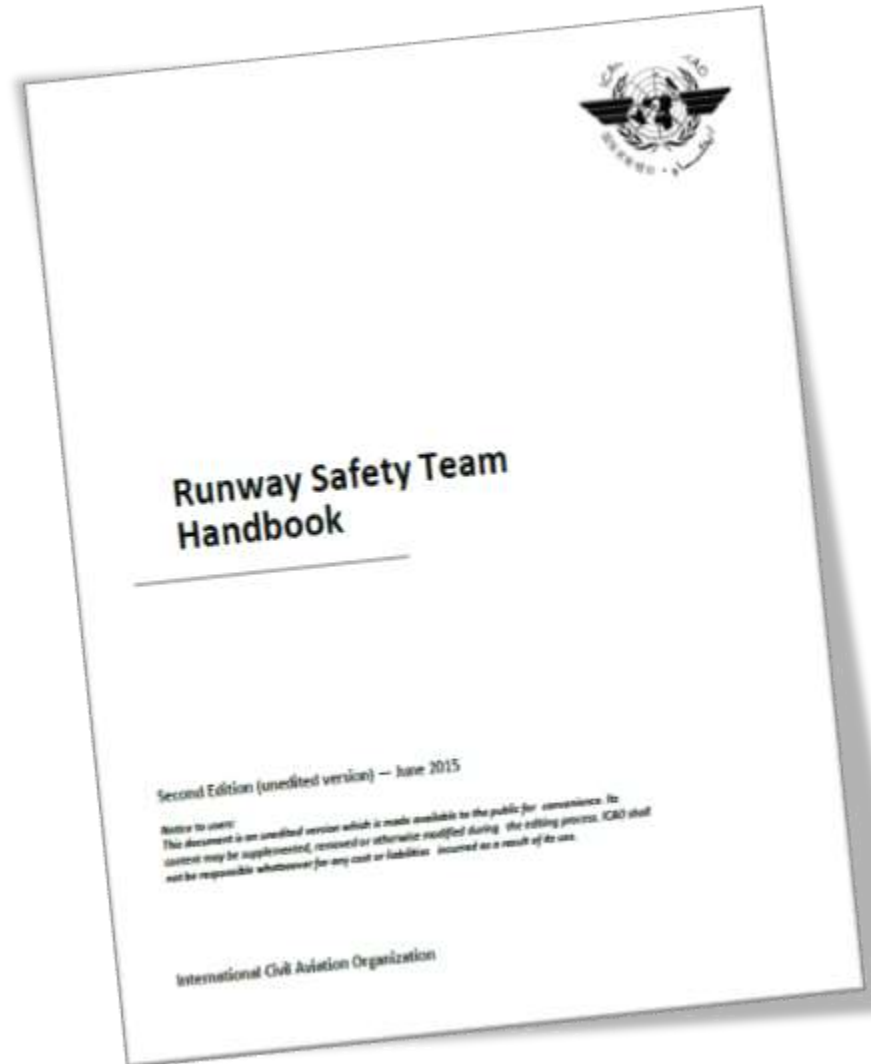 ICAO
Runway Safety Team
Handbook
Second Edition (unedited version) — June 2015
Notice to users:
This document is an unedited version which is made available to the public for convenience. Its
content may be supplemented, removed or otherwise modified during the editing process. ICAO shall
not be responsible whatsoever for any cost or liabilities incurred as a result of its use.
International Civil Aviation Organization